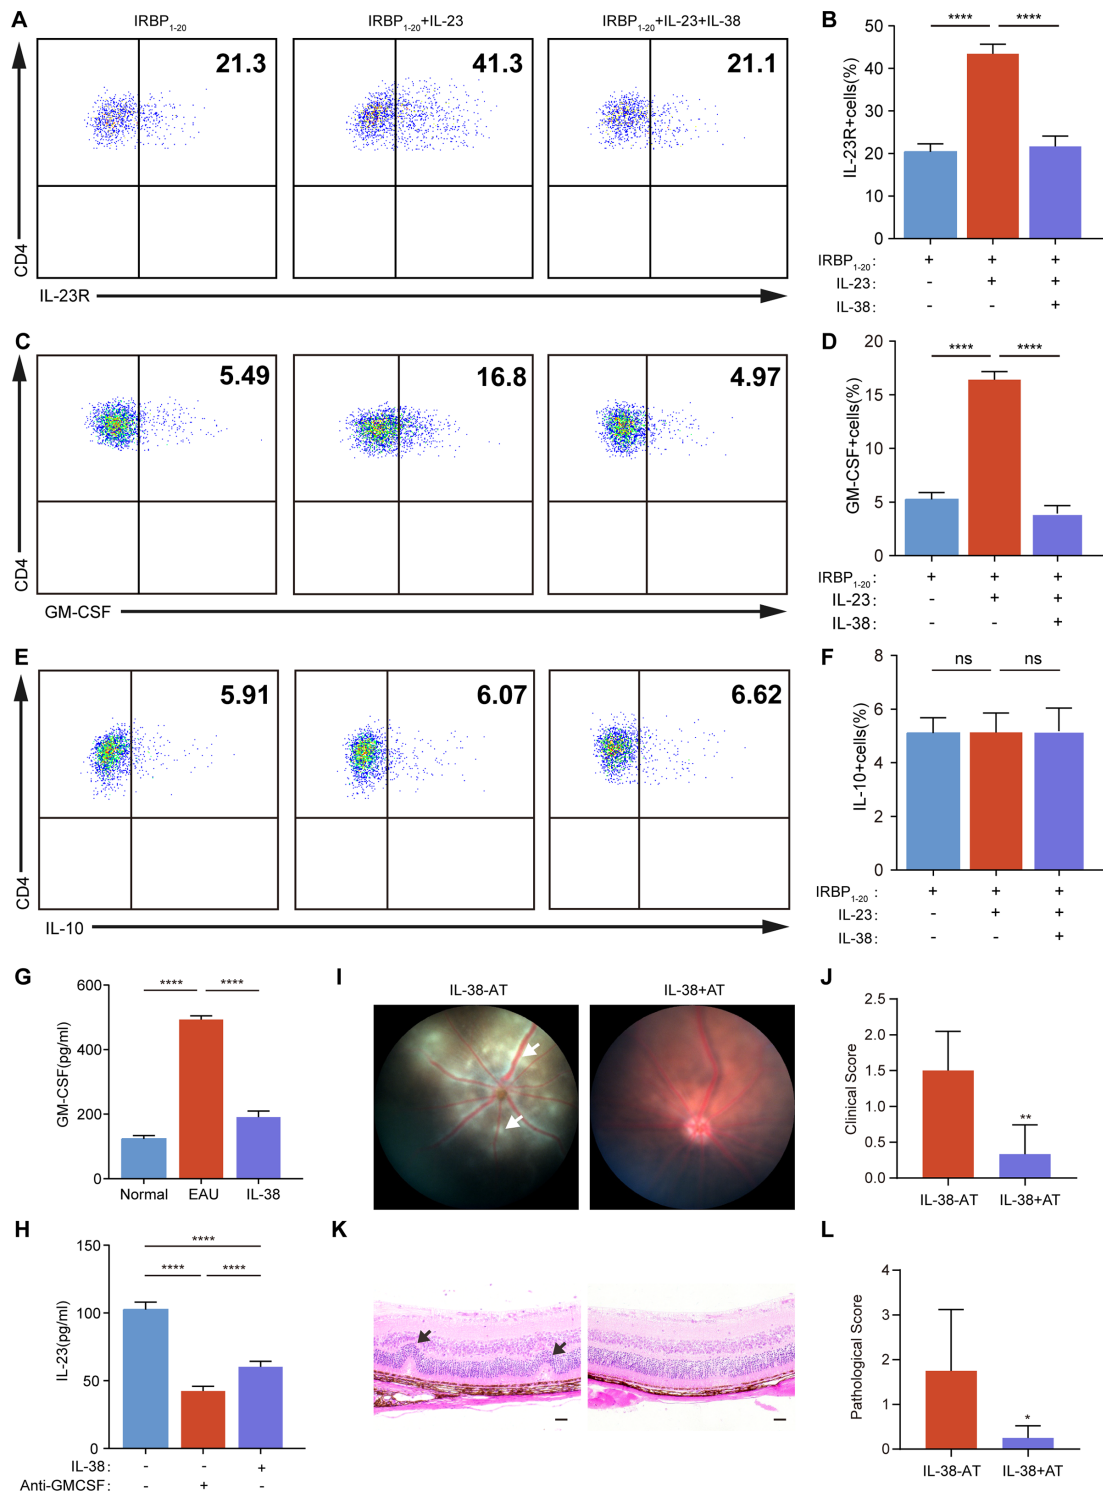 A
IRBP1-20
IRBP1-20+IL-23
IRBP1-20+IL-23+IL-38
21.3
41.3
21.1
CD4
IL-23R
B
**** ****
IL-23R+cells(%)
50
40
30
20
10
0
IRBP1-20: + + +
IL-23: - + +
IL-38: - - +
C
5.49
16.8
4.97
CD4
GM-CSF
D
**** ****
GM-CSF+cells(%)
20
15
10
5
0
IRBP1-20: + + +
IL-23: - + +
IL-38: - - +
E
5.91
6.07
6.62
CD4
IL-10
F
ns ns
IL-10+cells(%)
8
6
4
2
0
IRBP1-20 : + + +
IL-23: - + +
IL-38: - - +
G
**** ****
GM-CSF(pg/ml)
600
400
200
0
Normal EAU IL-38
H
****
**** ****
IL-23(pg/ml)
150
100
50
0
IL-38: - - +
Anti-GMCSF: - + -
I
IL-38-AT
IL-38+AT
J
Clinical Score
2.5
2.0
1.5
1.0
0.5
0.0
**
IL-38-AT IL-38+AT
K
L
Pathological Score
4
3
2
1
0
*
IL-38-AT IL-38+AT